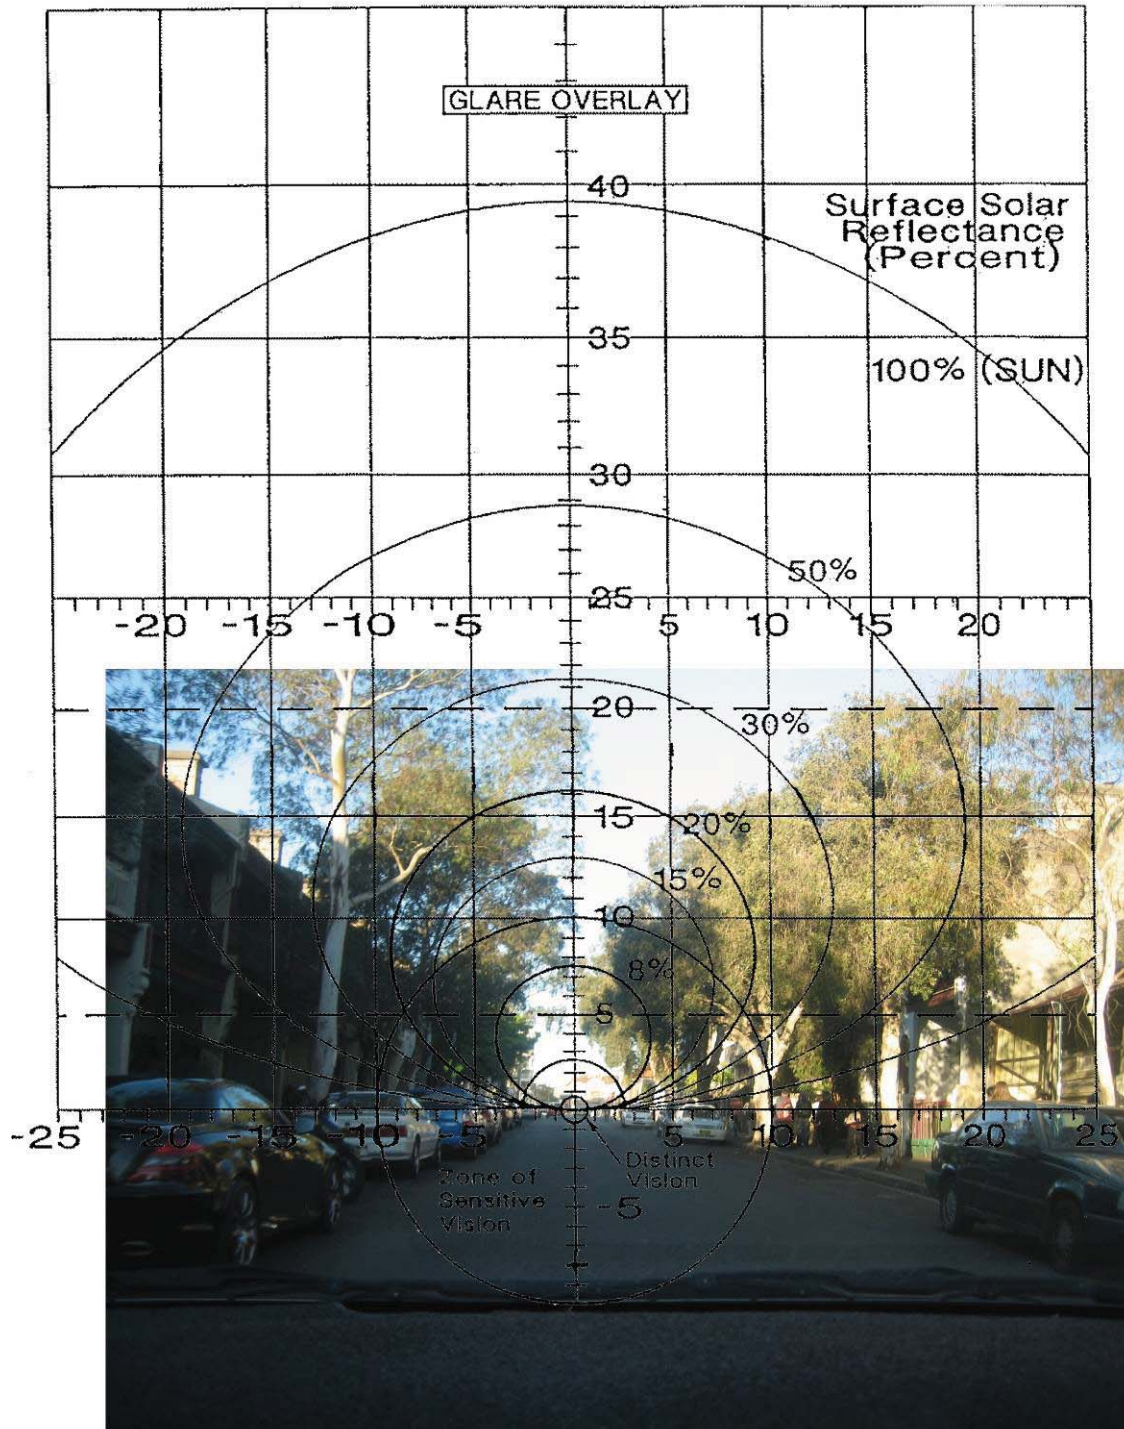 GLARE OVERLAY
40
Surface Solar
Reflectance
(Percent)
35
100% (SUN)
30
50%
25
-20 -15 -10 -5 5 10 15 20
20
30%
15
20%
15%
10
8%
5
-25 -20 -15 -10 -5 5 10 15 20 25
Distinct
Vision
Zone of
Sensitive
Vision
-5